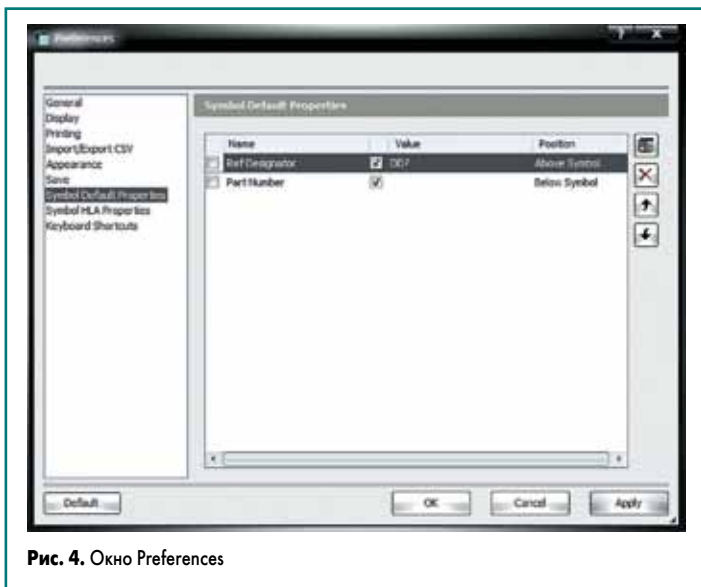 Preferences
General
Display
Printing
Import/Export CSV
Appearance
Save
Symbol Default Properties
Symbol HLA Properties
Keyboard Shortcuts
Symbol Default Properties
Name Value Position
Ref Designator Above Symbol
Part Number Below Symbol
Default OK Cancel Apply
Рис. 4. Окно Preferences